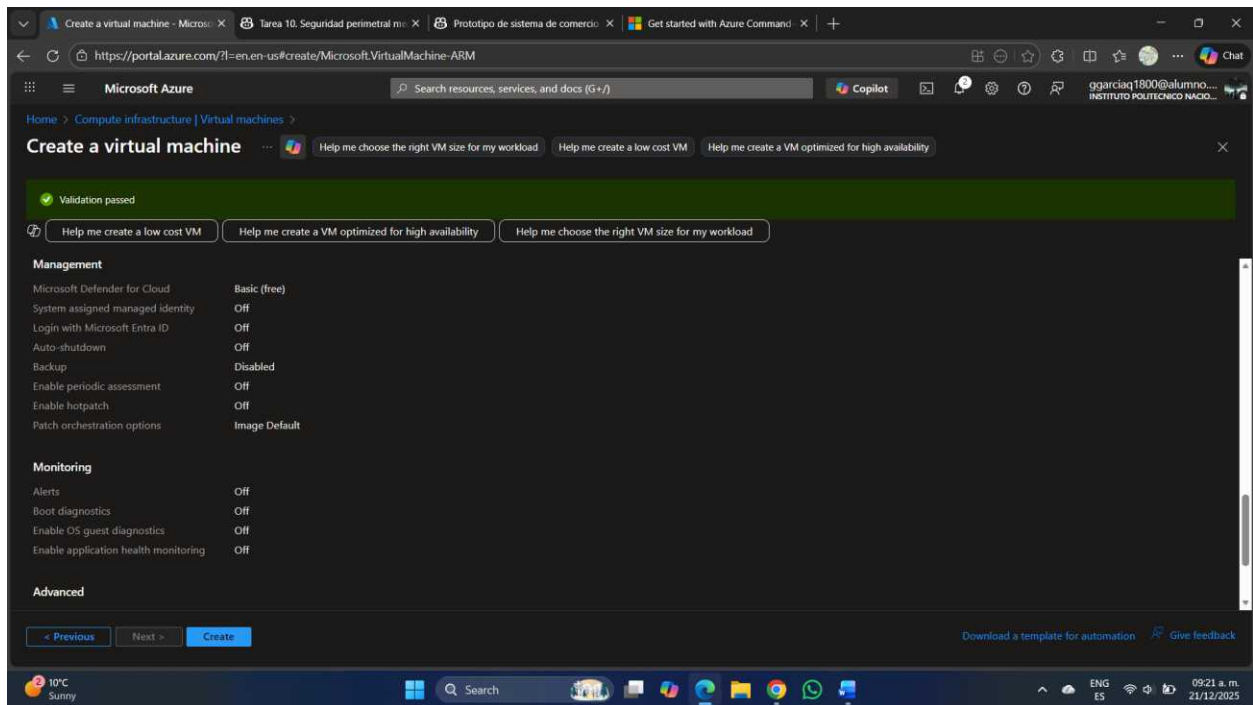 Create a virtual machine - Microso
Tarea 10. Seguridad perimetral me
Prototipo de sistema de comercio
Get started with Azure Command-
https://portal.azure.com/?l=en.en-us#create/Microsoft.VirtualMachine-ARM
Chat
Microsoft Azure
Search resources, services, and docs (G+/)
Copilot
2
ggarciaq1800@alumno....
INSTITUTO POLITECNICO NACIO...
Home > Compute infrastructure | Virtual machines >
Create a virtual machine ...
Help me choose the right VM size for my workload
Help me create a low cost VM
Help me create a VM optimized for high availability
Validation passed
Help me create a low cost VM
Help me create a VM optimized for high availability
Help me choose the right VM size for my workload
Management
Microsoft Defender for Cloud Basic (free)
System assigned managed identity Off
Login with Microsoft Entra ID Off
Auto-shutdown Off
Backup Disabled
Enable periodic assessment Off
Enable hotpatch Off
Patch orchestration options Image Default
Monitoring
Alerts Off
Boot diagnostics Off
Enable OS guest diagnostics Off
Enable application health monitoring Off
Advanced
< Previous
Next >
Create
Download a template for automation
Give feedback
2
10°C
Sunny
Search
ENG
ES
09:21 a. m.
21/12/2025